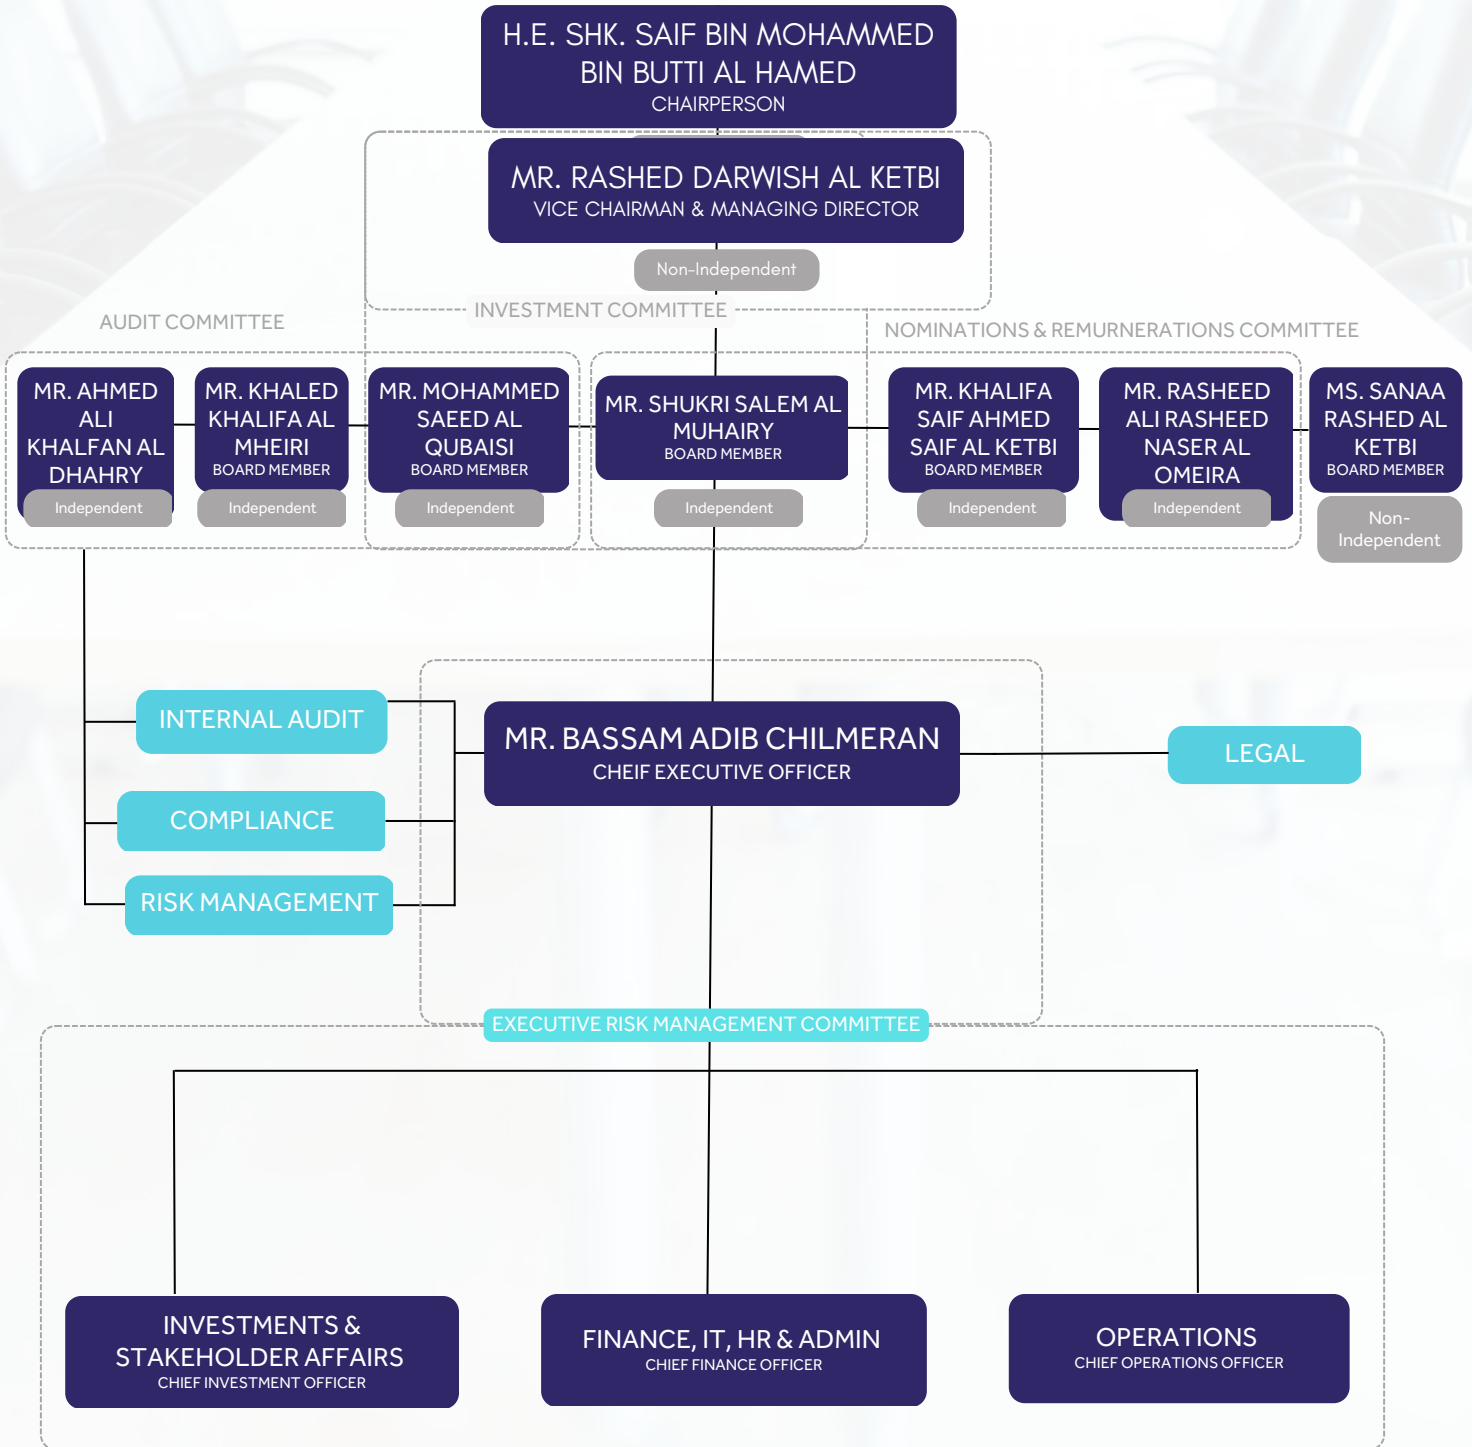 H.E. SHK. SAIF BIN MOHAMMED
BIN BUTTI AL HAMED
CHAIRPERSON
MR. RASHED DARWISH AL KETBI
VICE CHAIRMAN & MANAGING DIRECTOR
Non-Independent
INVESTMENT COMMITTEE
AUDIT COMMITTEE
NOMINATIONS & REMURNERATIONS COMMITTEE
MR. AHMED
ALI
KHALFAN AL
DHAHRY
Independent
MR. KHALED
KHALIFA AL
MHEIRI
BOARD MEMBER
Independent
MR. MOHAMMED
SAEED AL
QUBAISI
BOARD MEMBER
Independent
MR. SHUKRI SALEM AL
MUHAIRY
BOARD MEMBER
Independent
MR. KHALIFA
SAIF AHMED
SAIF AL KETBI
BOARD MEMBER
Independent
MR. RASHEED
ALI RASHEED
NASER AL
OMEIRA
Independent
MS. SANAA
RASHED AL
KETBI
BOARD MEMBER
Non-
Independent
INTERNAL AUDIT
COMPLIANCE
RISK MANAGEMENT
MR. BASSAM ADIB CHILMERAN
CHEIF EXECUTIVE OFFICER
LEGAL
EXECUTIVE RISK MANAGEMENT COMMITTEE
INVESTMENTS &
STAKEHOLDER AFFAIRS
CHIEF INVESTMENT OFFICER
FINANCE, IT, HR & ADMIN
CHIEF FINANCE OFFICER
OPERATIONS
CHIEF OPERATIONS OFFICER